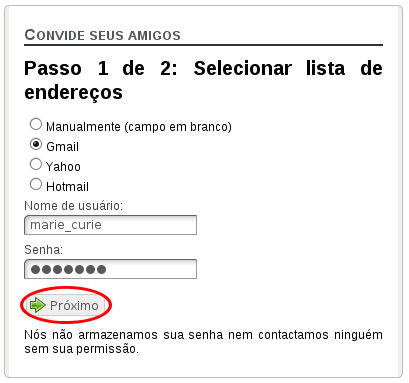 CONVIDE SEUS AMIGOS
Passo 1 de 2: Selecionar lista de
endereços
Manualmente (campo em branco)
Gmail
Yahoo
Hotmail
Nome de usuário:
marie_curie
Senha:
●●●●●●●
Próximo
Nós não armazenamos sua senha nem contactamos ninguém
sem sua permissão.